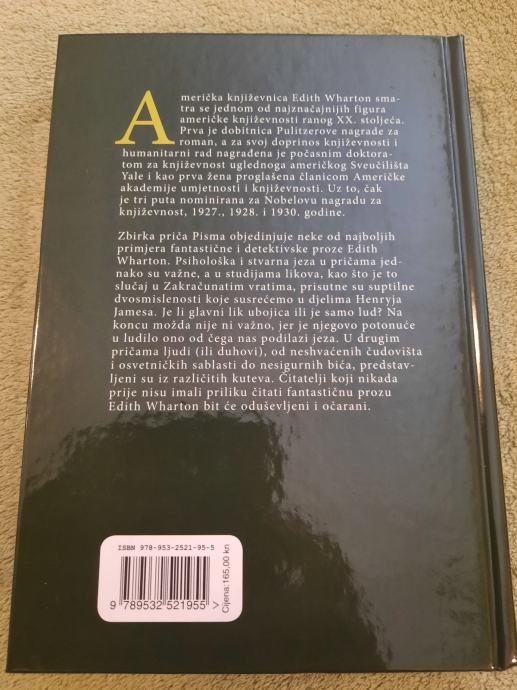 Američka književnica Edith Wharton sma-
tra se jednom od najznačajnijih figura
američke književnosti ranog XX. stoljeća.
Prva je dobitnica Pulitzerove nagrade za
roman, a za svoj doprinos književnosti i
humanitarni rad nagrađena je počasnim doktora-
tom za književnost uglednoga američkog Sveučilišta
Yale i kao prva žena proglašena članicom Američke
akademije umjetnosti i književnosti. Uz to, čak
je tri puta nominirana za Nobelovu nagradu za
književnost, 1927., 1928. i 1930. godine.
Zbirka priča Pisma objedinjuje neke od najboljih
primjera fantastične i detektivske proze Edith
Wharton. Psihološka i stvarna jeza u pričama jed-
nako su važne, a u studijama likova, kao što je to
slučaj u Zakračunatim vratima, prisutne su suptilne
dvosmislenosti koje susrećemo u djelima Henryja
Jamesa. Je li glavni lik ubojica ili je samo lud? Na
koncu možda nije ni važno, jer je njegovo potonuće
u ludilo ono od čega nas podilazi jeza. U drugim
pričama ljudi (ili duhovi), od neshvaćenih čudovišta
i osvetničkih sablasti do nesigurnih bića, predstav-
ljeni su iz različitih kuteva. Čitatelji koji nikada
prije nisu imali priliku čitati fantastičnu prozu
Edith Wharton bit će oduševljeni i očarani.
ISBN 978-953-2521-95-5
9 789532 521955 >
Cijena:165,00 kn